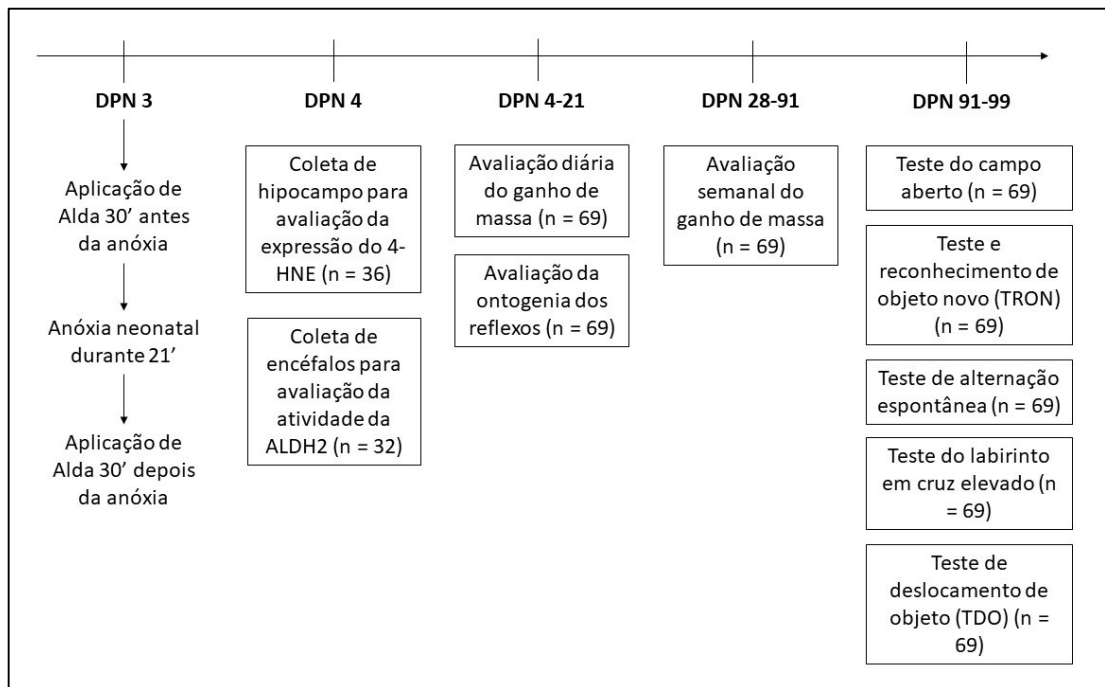 DPN 3
DPN 4
DPN 4-21
DPN 28-91
DPN 91-99
Aplicação de
Alda 30’ antes
da anóxia
Anóxia neonatal
durante 21’
Aplicação de
Alda 30’ depois
da anóxia
Coleta de
hipocampo para
avaliação da
expressão do 4-
HNE (n = 36)
Coleta de
encéfalos para
avaliação da
atividade da
ALDH2 (n = 32)
Avaliação diária
do ganho de
massa (n = 69)
Avaliação da
ontogenia dos
reflexos (n = 69)
Avaliação
semanal do
ganho de massa
(n = 69)
Teste do campo
aberto (n = 69)
Teste e
reconhecimento de
objeto novo (TRON)
(n = 69)
Teste de alternação
espontânea (n = 69)
Teste do labirinto
em cruz elevado (n
= 69)
Teste de
deslocamento de
objeto (TDO) (n =
69)